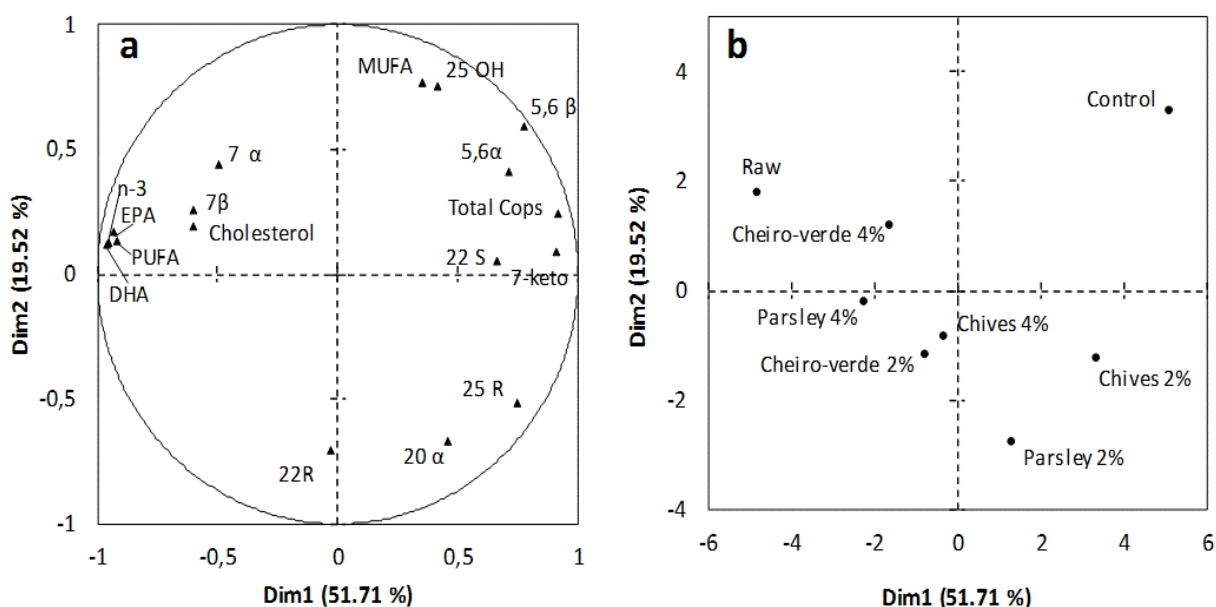 a
1
0,5
0
-0,5
-1
Dim2 (19.52 %)
MUFA
25 OH
5,6 β
5,6α
7 α
n-3
EPA
7β
Cholesterol
PUFA
DHA
Total Cops
22 S
7-keto
25 R
20 α
22R
-1
-0,5
0
0,5
1
Dim1 (51.71 %)
b
4
2
0
-2
-4
Dim2 (19.52 %)
Control
Raw
Cheiro-verde 4%
Parsley 4%
Chives 4%
Cheiro-verde 2%
Chives 2%
Parsley 2%
-6
-4
-2
0
2
4
6
Dim1 (51.71 %)